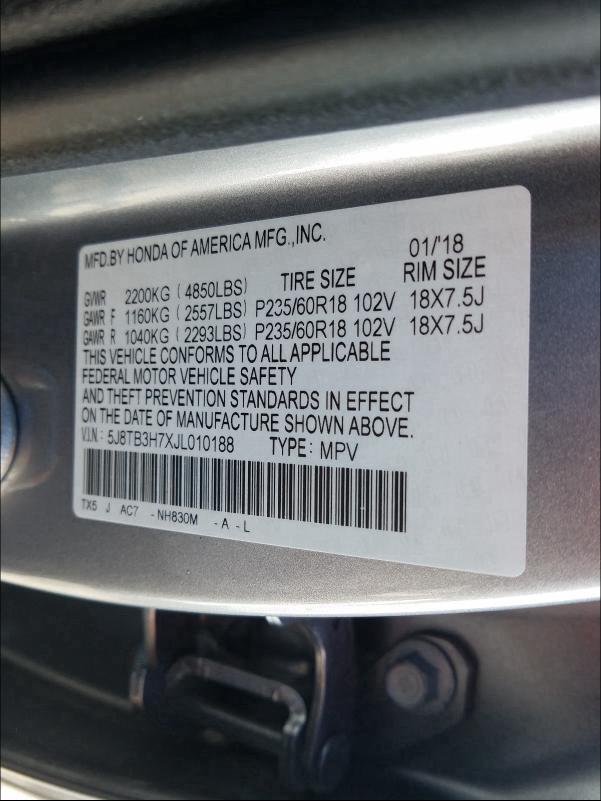 MFD.BY HONDA OF AMERICA MFG.,INC. 01/'18
TIRE SIZE RIM SIZE
GVWR 2200KG (4850LBS)
GAWR F 1160KG (2557LBS) P235/60R18 102V 18X7.5J
GAWR R 1040KG (2293LBS) P235/60R18 102V 18X7.5J
THIS VEHICLE CONFORMS TO ALL APPLICABLE
FEDERAL MOTOR VEHICLE SAFETY
AND THEFT PREVENTION STANDARDS IN EFFECT
ON THE DATE OF MANUFACTURE SHOWN ABOVE.
V.I.N.: 5J8TB3H7XJL010188 TYPE: MPV
TX5 J AC7 -NH830M -A-L